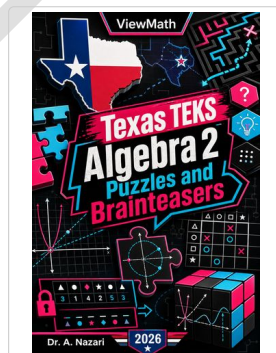 ViewMath
Texas TEKS
Algebra 2
Puzzles and
Brainteasers
3 1 4 2 5 3
Dr. A. Nazari
2026